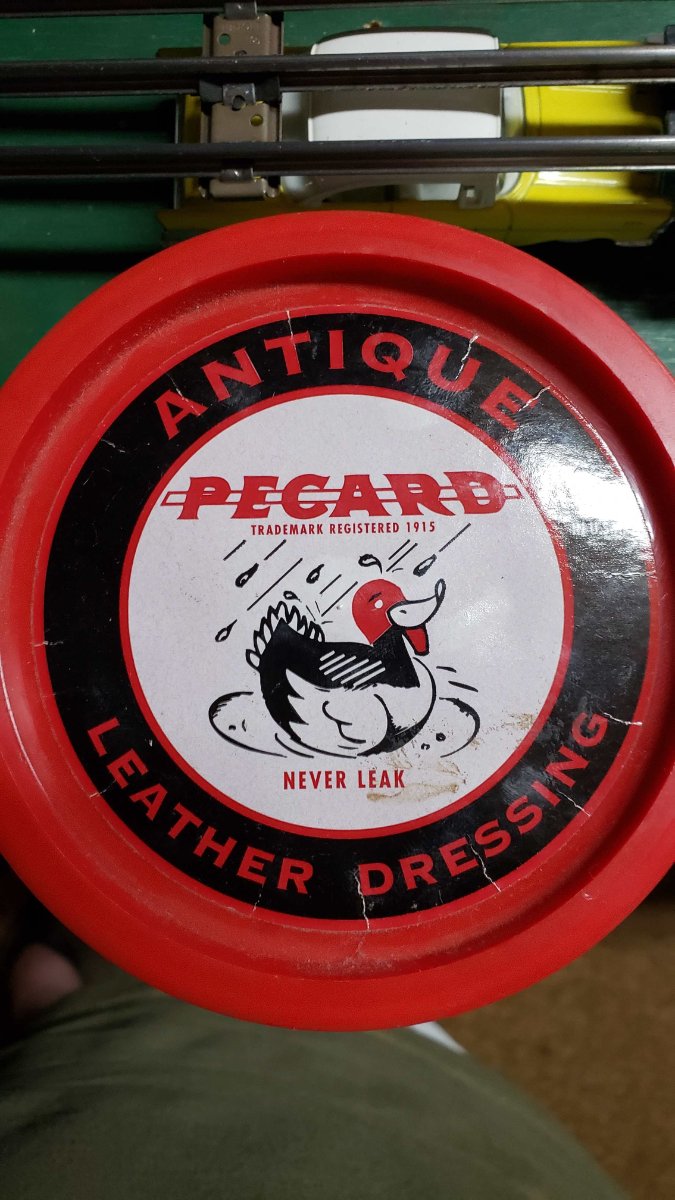 ANTIQUE
PECARD
TRADEMARK REGISTERED 1915
NEVER LEAK
LEATHER DRESSING